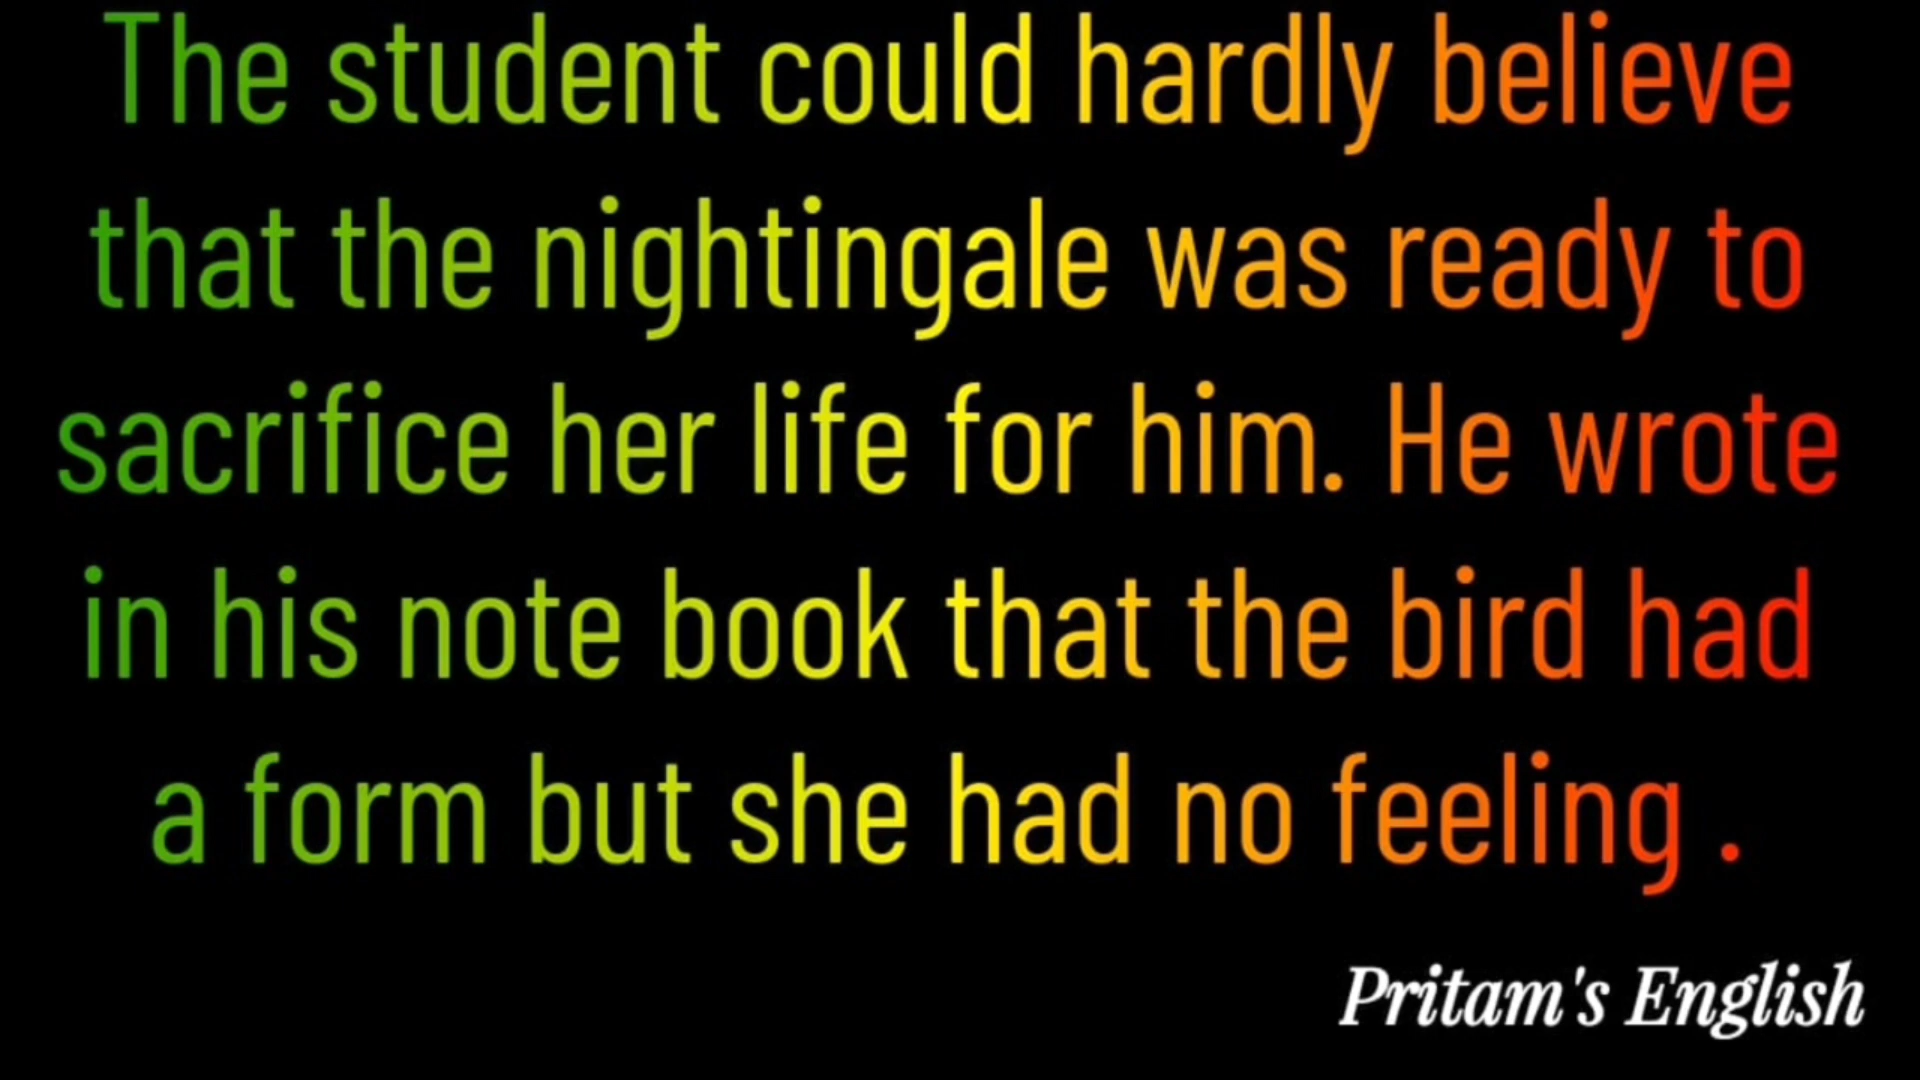 The student could hardly believe
that the nightingale was ready to
sacrifice her life for him. He wrote
in his note book that the bird had
a form but she had no feeling .
Pritam's English